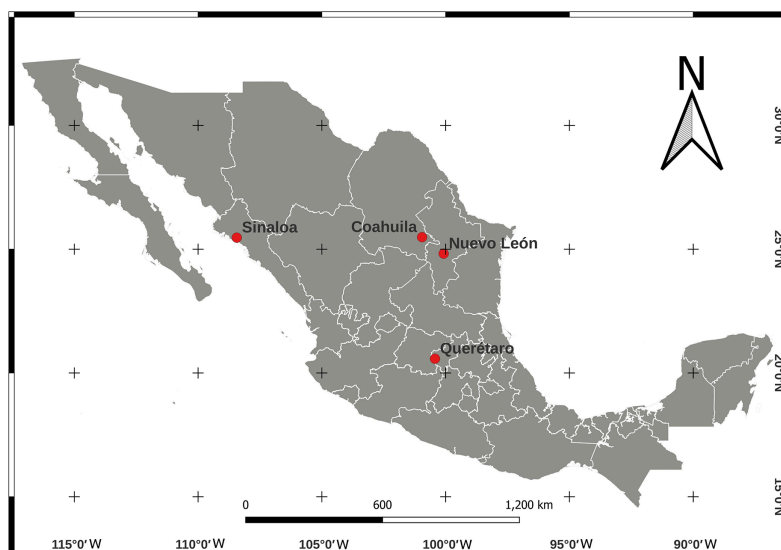 N
30·0·N
Sinaloa
Coahuila
Nuevo León
25·0·N
Querétaro
20·0·N
0 600 1,200 km
15·0·N
115°0′W 110°0′W 105°0′W 100°0′W 95°0′W 90°0′W